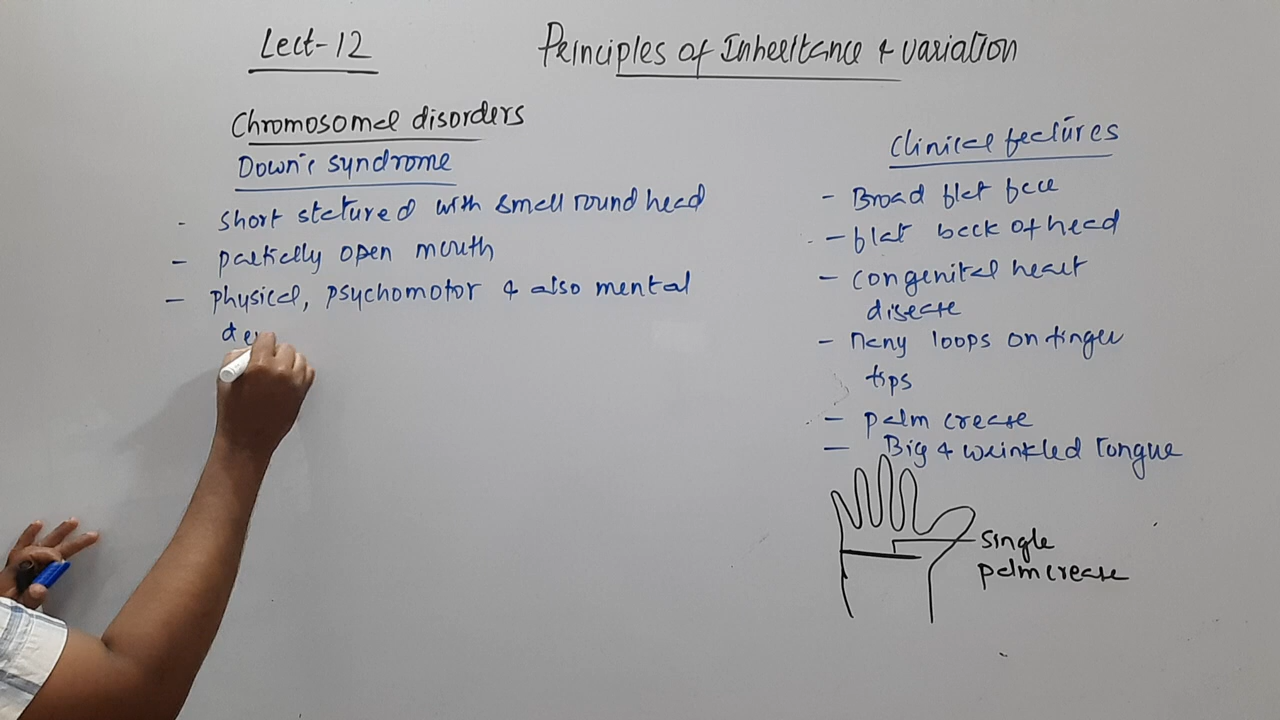 Lect-12
Principles of Inheritance & variation
Chromosomal disorders
Down's syndrome
- short statured with small round head
- partially open mouth
- physical, psychomotor & also mental
de
Clinical features
- Broad flat face
- flat back of head
- congenital heart
disease
- Many loops on finger
tips
- palm crease
- Big & wrinkled Tongue
single
palm crease